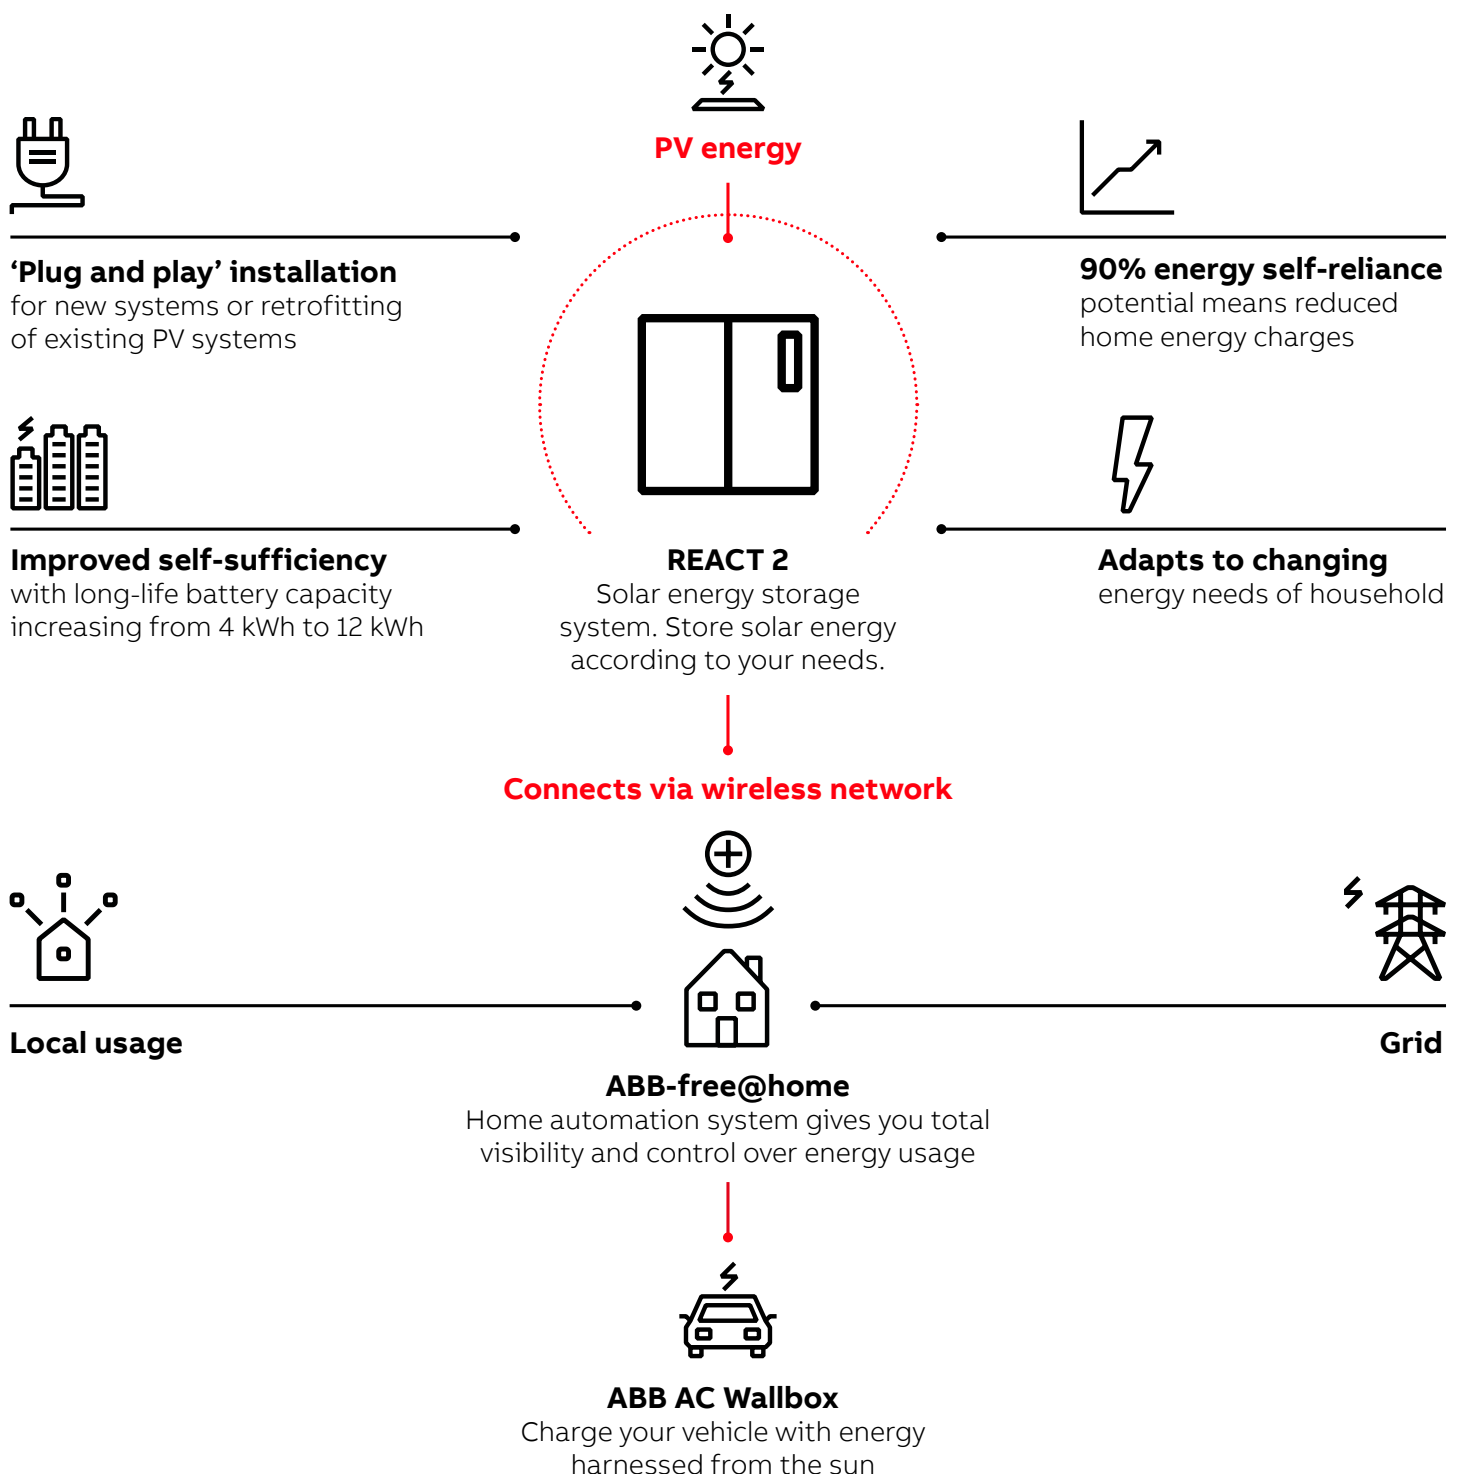 PV energy
‘Plug and play’ installation
for new systems or retrofitting
of existing PV systems
90% energy self-reliance
potential means reduced
home energy charges
Improved self-sufficiency
with long-life battery capacity
increasing from 4 kWh to 12 kWh
REACT 2
Solar energy storage
system. Store solar energy
according to your needs.
Adapts to changing
energy needs of household
Connects via wireless network
Local usage
Grid
ABB-free@home
Home automation system gives you total
visibility and control over energy usage
ABB AC Wallbox
Charge your vehicle with energy
harnessed from the sun